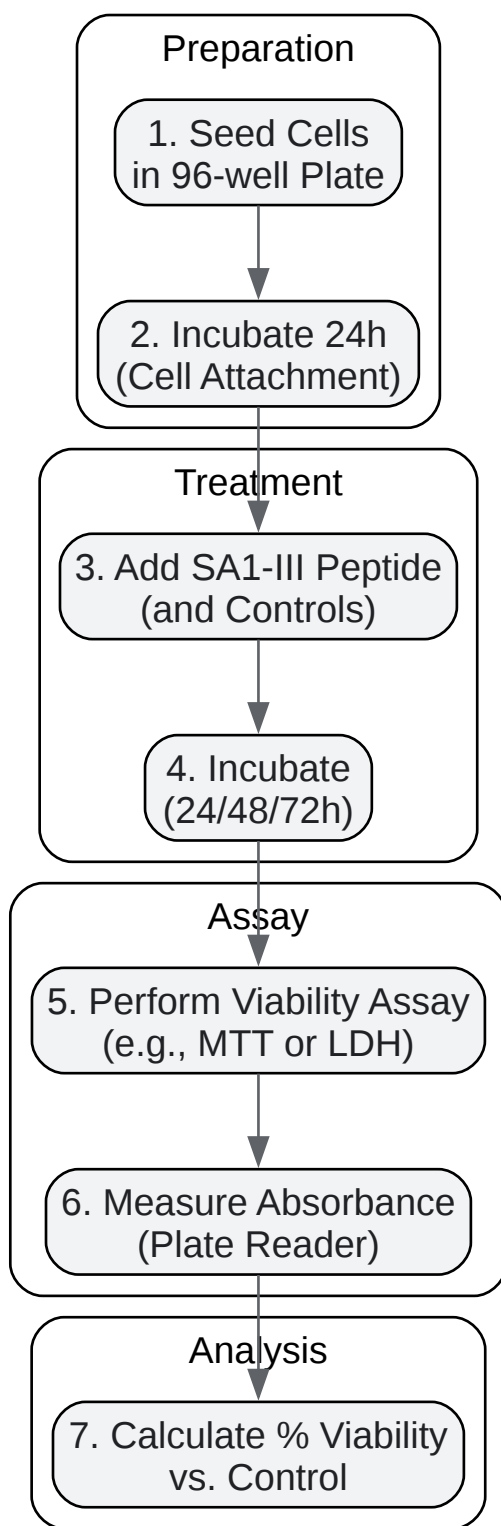 Preparation
1. Seed Cells
in 96-well Plate
2. Incubate 24h
(Cell Attachment)
Treatment
3. Add SA1-III Peptide
(and Controls)
4. Incubate
(24/48/72h)
Assay
5. Perform Viability Assay
(e.g., MTT or LDH)
6. Measure Absorbance
(Plate Reader)
Analysis
7. Calculate % Viability
vs. Control